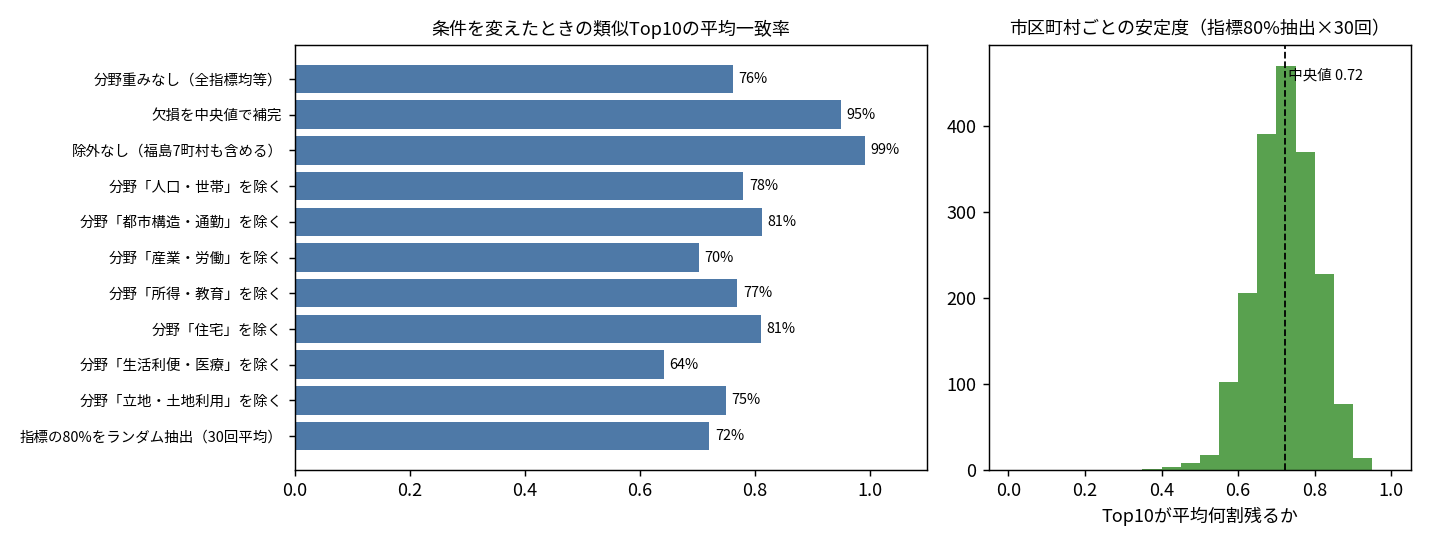 条件を変えたときの類似Top10の平均一致率
分野重みなし（全指標均等）
76%
欠損を中央値で補完
95%
除外なし（福島7町村も含める）
99%
分野「人口・世帯」を除く
78%
分野「都市構造・通勤」を除く
81%
分野「産業・労働」を除く
70%
分野「所得・教育」を除く
77%
分野「住宅」を除く
81%
分野「生活利便・医療」を除く
64%
分野「立地・土地利用」を除く
75%
指標の80%をランダム抽出（30回平均）
72%
0.0 0.2 0.4 0.6 0.8 1.0
市区町村ごとの安定度（指標80%抽出×30回）
中央値 0.72
400
300
200
100
0
0.0 0.2 0.4 0.6 0.8 1.0
Top10が平均何割残るか